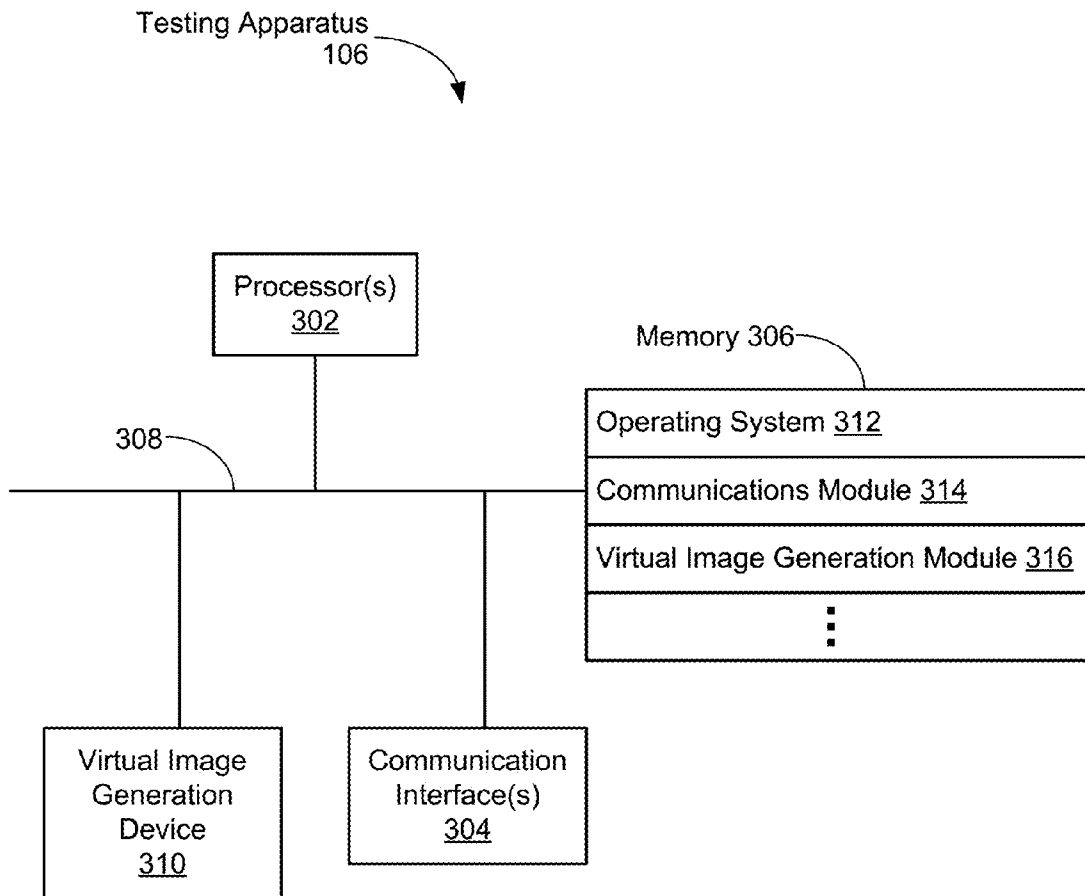 Testing Apparatus
106
Processor(s)
302
Memory 306
Operating System 312
308
Communications Module 314
Virtual Image Generation Module 316
Virtual Image
Generation
Device
310
Communication
Interface(s)
304